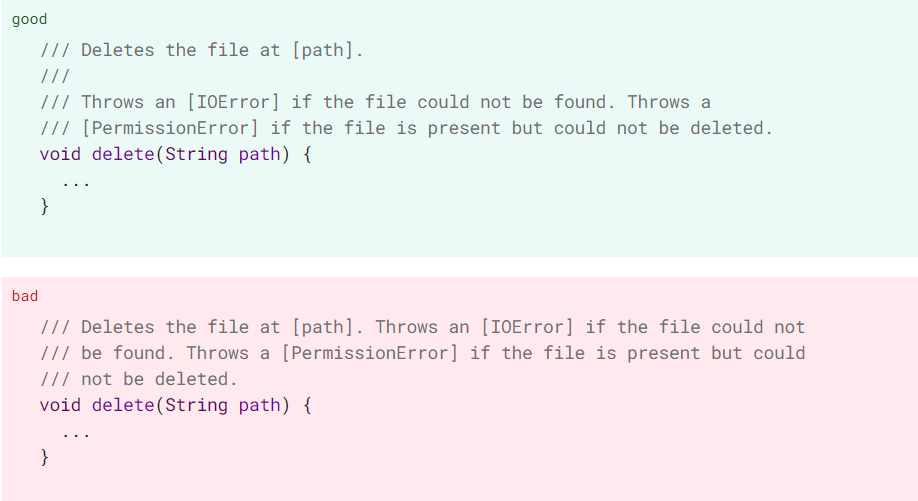 good
/// Deletes the file at [path].
///
/// Throws an [IOError] if the file could not be found. Throws a
/// [PermissionError] if the file is present but could not be deleted.
void delete(String path) {
  ...
}
bad
/// Deletes the file at [path]. Throws an [IOError] if the file could not
/// be found. Throws a [PermissionError] if the file is present but could
/// not be deleted.
void delete(String path) {
  ...
}